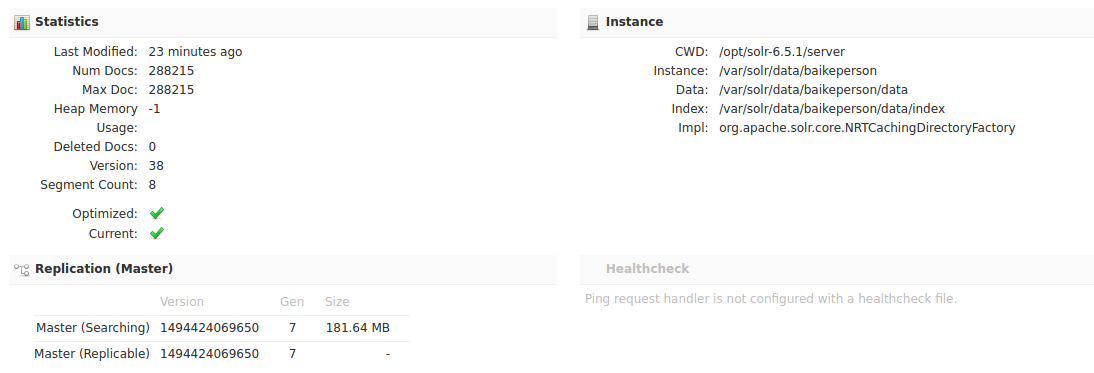 Statistics
Last Modified: 23 minutes ago
Num Docs: 288215
Max Doc: 288215
Heap Memory -1
Usage:
Deleted Docs: 0
Version: 38
Segment Count: 8
Optimized:
Current:
Instance
CWD: /opt/solr-6.5.1/server
Instance: /var/solr/data/baikeperson
Data: /var/solr/data/baikeperson/data
Index: /var/solr/data/baikeperson/data/index
Impl: org.apache.solr.core.NRTCachingDirectoryFactory
Replication (Master)
Version Gen Size
Master (Searching) 1494424069650 7 181.64 MB
Master (Replicable) 1494424069650 7 -
Healthcheck
Ping request handler is not configured with a healthcheck file.